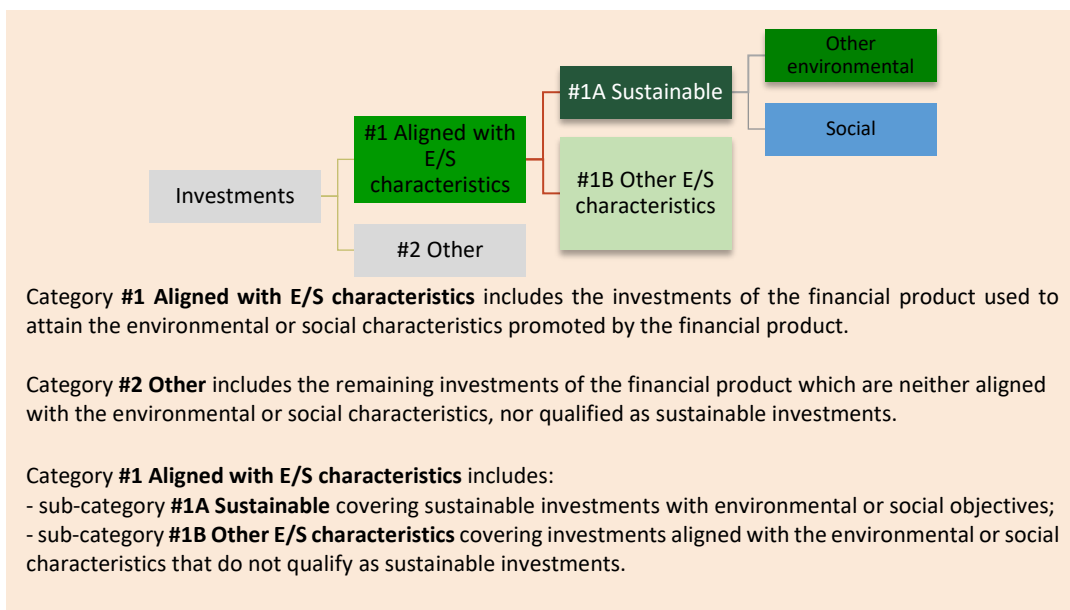 Other
environmental
#1A Sustainable
Social
#1 Aligned with
E/S
characteristics
#1B Other E/S
characteristics
Investments
#2 Other
Category #1 Aligned with E/S characteristics includes the investments of the financial product used to
attain the environmental or social characteristics promoted by the financial product.
Category #2 Other includes the remaining investments of the financial product which are neither aligned
with the environmental or social characteristics, nor qualified as sustainable investments.
Category #1 Aligned with E/S characteristics includes:
- sub-category #1A Sustainable covering sustainable investments with environmental or social objectives;
- sub-category #1B Other E/S characteristics covering investments aligned with the environmental or social
characteristics that do not qualify as sustainable investments.